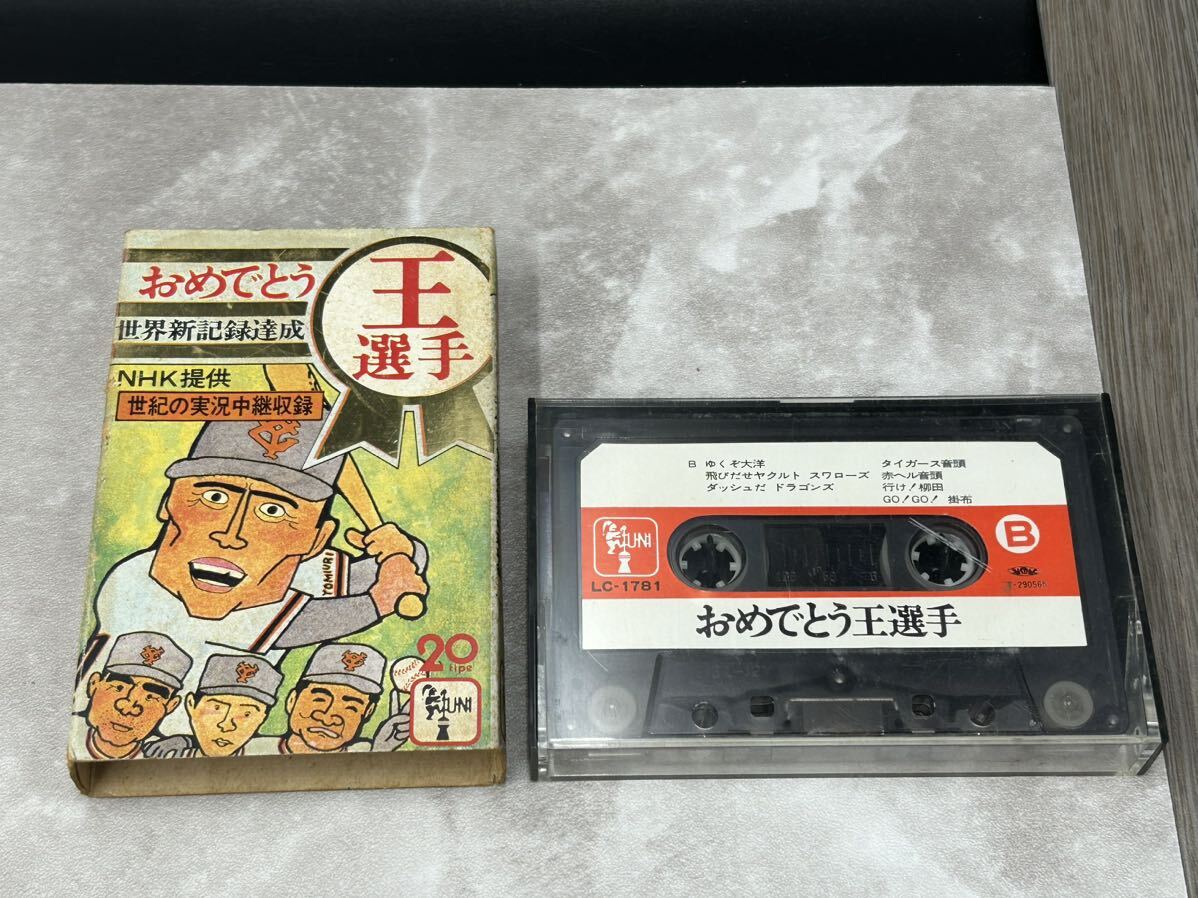 おめでとう
王
選手
世界新記録達成
NHK提供
世紀の実況中継収録
YOMIURI
20
tipe
UNI
B ゆくぞ大洋
飛びだせヤクルト スワローズ
ダッシュだ ドラゴンズ
タイガース音頭
赤ヘル音頭
行け!柳田
GO!GO! 掛布
UNI
LC-1781
B
おめでとう王選手